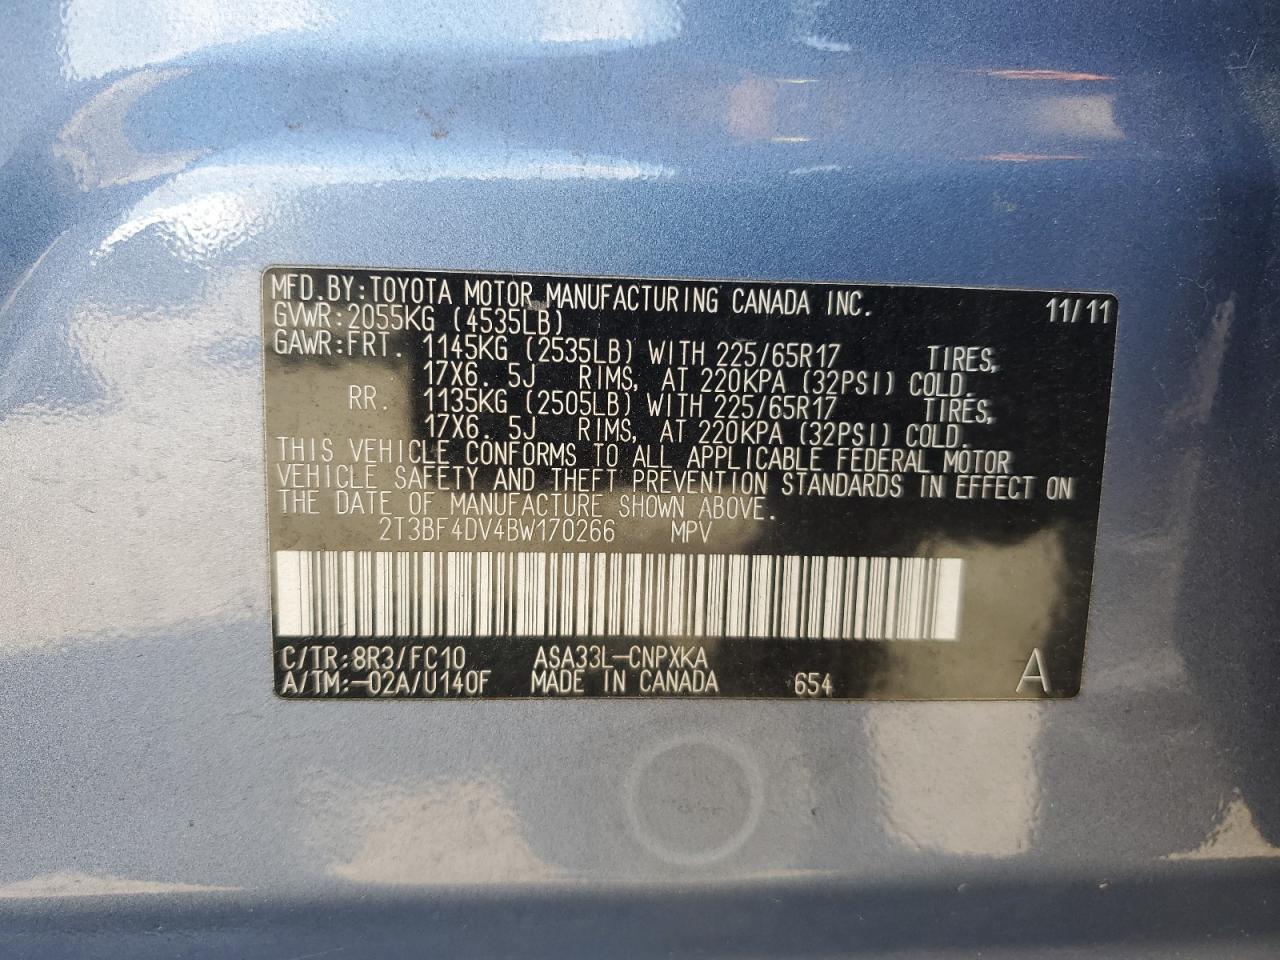 MFD.BY:TOYOTA MOTOR MANUFACTURING CANADA INC. 11/11
GVWR:2055KG (4535LB)
GAWR:FRT. 1145KG (2535LB) WITH 225/65R17 TIRES,
17X6. 5J RIMS, AT 220KPA (32PSI) COLD.
RR. 1135KG (2505LB) WITH 225/65R17 TIRES,
17X6. 5J RIMS, AT 220KPA (32PSI) COLD.
THIS VEHICLE CONFORMS TO ALL APPLICABLE FEDERAL MOTOR
VEHICLE SAFETY AND THEFT PREVENTION STANDARDS IN EFFECT ON
THE DATE OF MANUFACTURE SHOWN ABOVE.
2T3BF4DV4BW170266 MPV
C/TR:8R3/FC10 ASA33L-CNPXKA
A/TM:-02A/U140F MADE IN CANADA 654 A